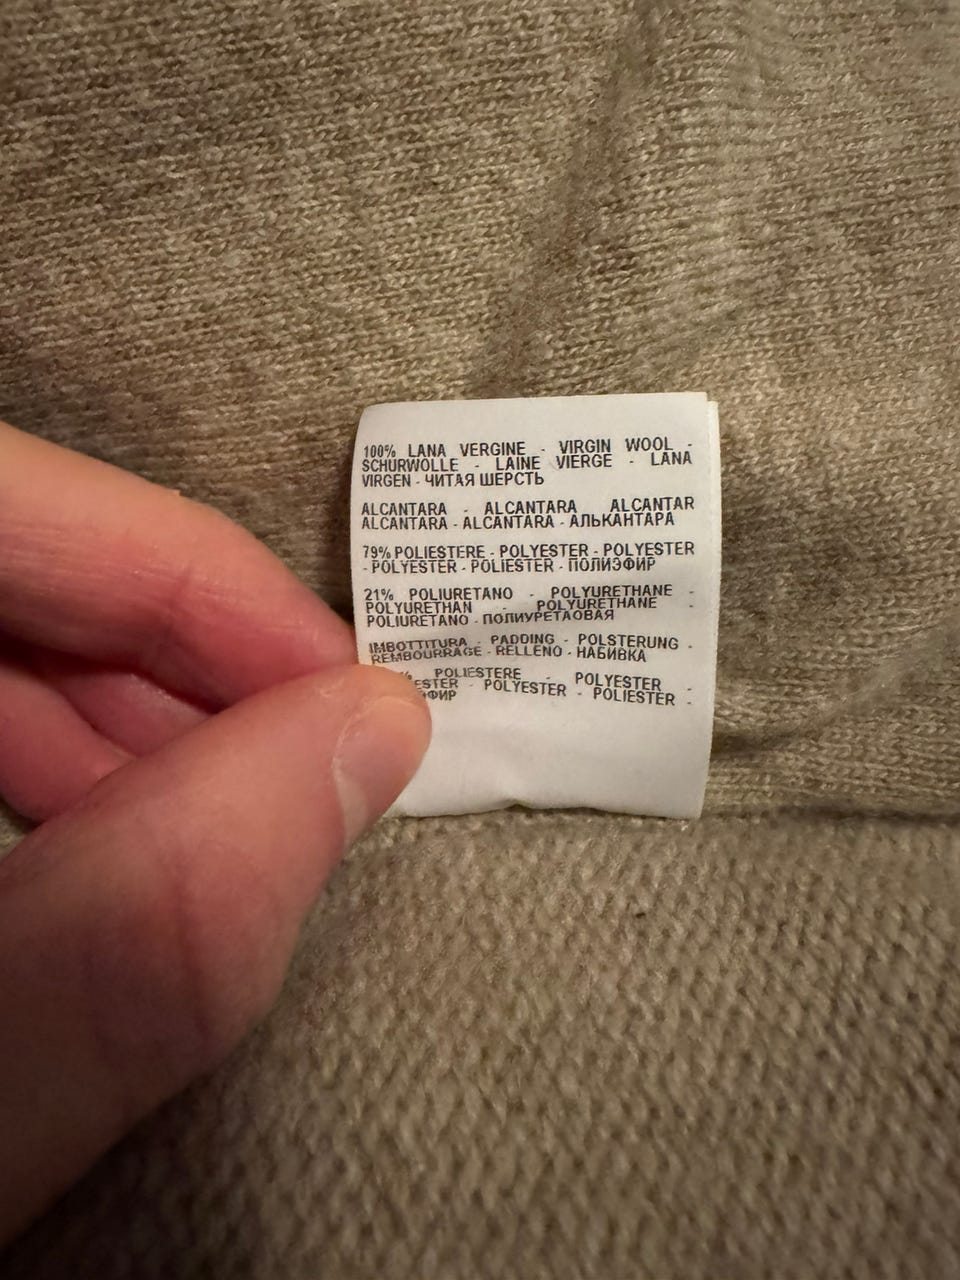 100% LANA VERGINE - VIRGIN WOOL -
SCHURWOLLE - LAINE VIERGE - LANA
VIRGEN - ЧИТАЯ ШЕРСТЬ
ALCANTARA - ALCANTARA ALCANTAR
ALCANTARA - ALCANTARA - АЛЬКАНТАРА
79% POLIESTERE - POLYESTER - POLYESTER
- POLYESTER - POLIESTER - ПОЛИЭФИР
21% POLIURETANO - POLYURETHANE -
POLYURETHAN - POLYURETHANE -
POLIURETANO - ПОЛИУРЕТАОВАЯ
IMBOTTITURA - PADDING - POLSTERUNG -
REMBOURRAGE - RELLENO - НАБИВКА
% POLIESTERE - POLYESTER -
ESTER - POLYESTER - POLIESTER -
ЭФИР